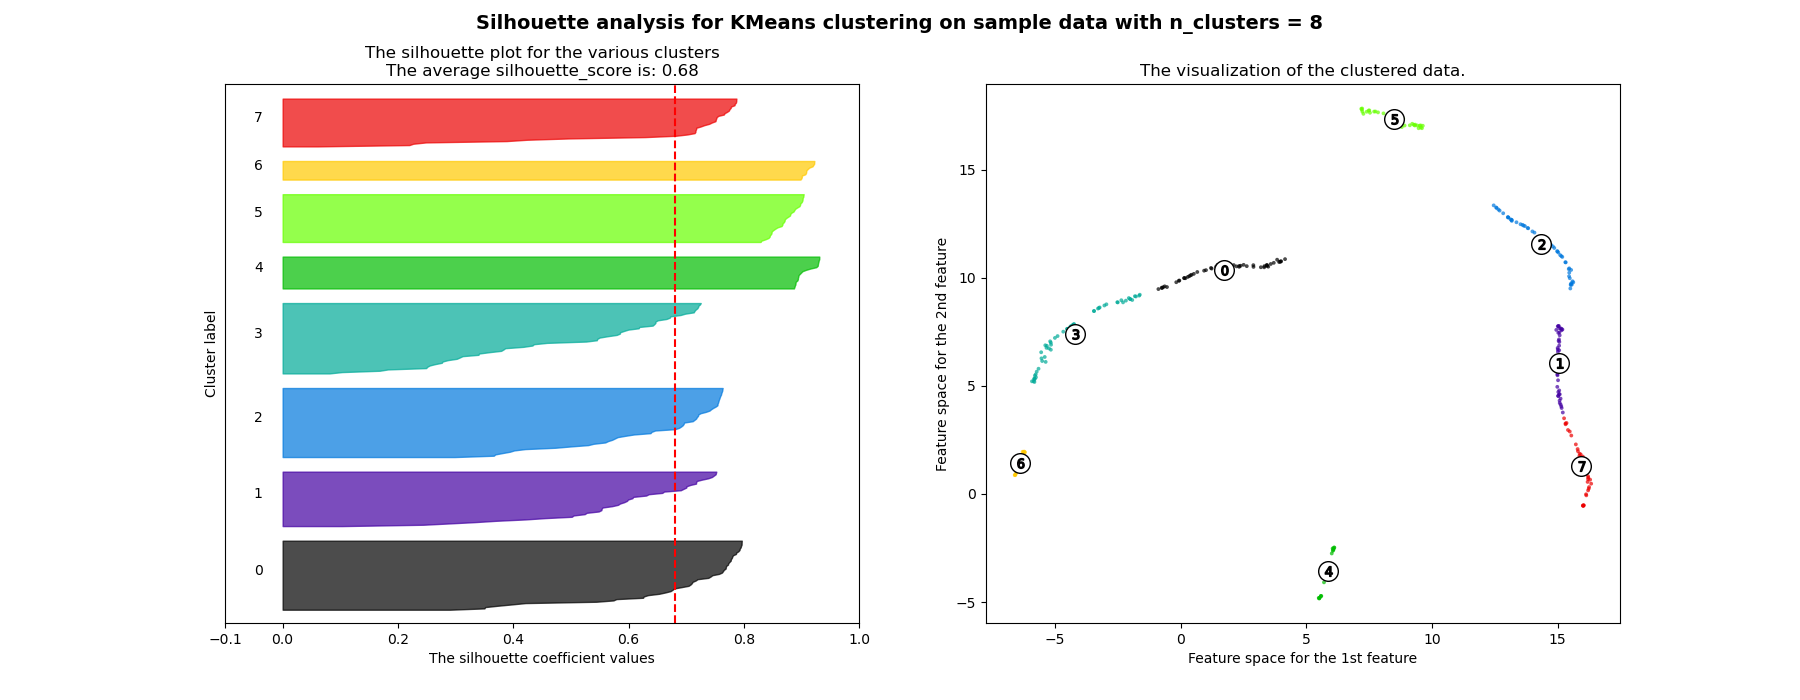 Silhouette analysis for KMeans clustering on sample data with n_clusters = 8
The silhouette plot for the various clusters
The average silhouette_score is: 0.68
7
6
5
4
3
2
1
0
Cluster label
−0.1 0.0 0.2 0.4 0.6 0.8 1.0
The silhouette coefficient values
The visualization of the clustered data.
15
10
5
0
−5
Feature space for the 2nd feature
5
2
0
3
1
6
7
4
−5 0 5 10 15
Feature space for the 1st feature